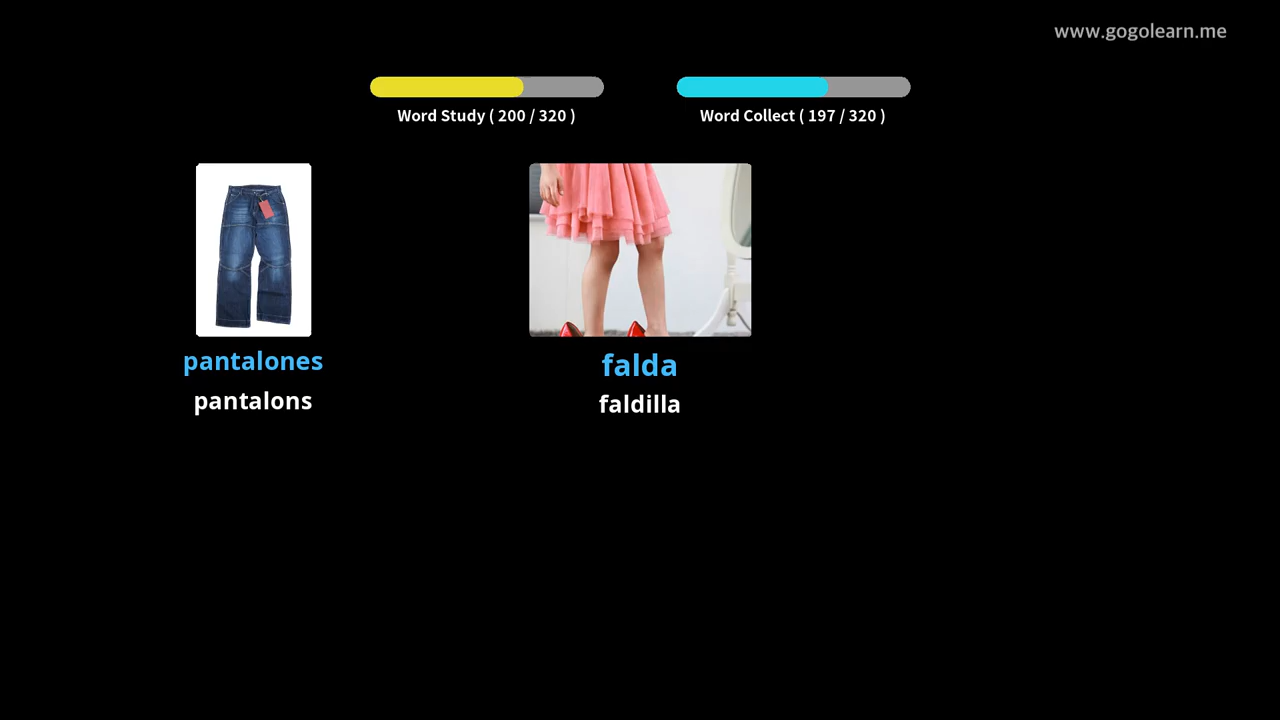 www.gogolearn.me
Word Study ( 200 / 320 )
Word Collect ( 197 / 320 )
pantalones
falda
pantalons
faldilla